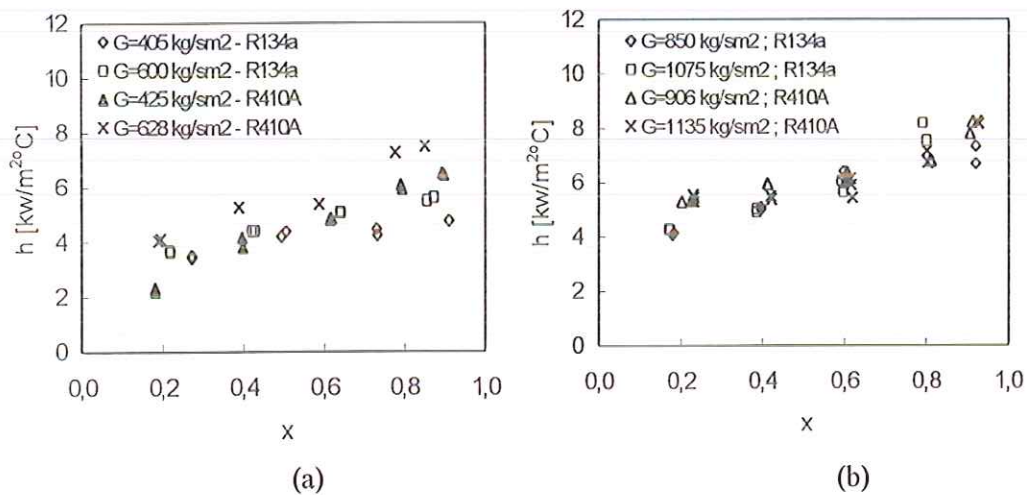 12
10
8
6
4
2
0
h [kw/m²ºC]
◊ G=405 kg/sm2 - R134a
□ G=600 kg/sm2 - R134a
▲ G=425 kg/sm2 - R410A
× G=628 kg/sm2 - R410A
0,0 0,2 0,4 0,6 0,8 1,0
X
(a)
12
10
8
6
4
2
0
h [kw/m²ºC]
◊ G=850 kg/sm2 ; R134a
□ G=1075 kg/sm2 ; R134a
△ G=906 kg/sm2 ; R410A
× G=1135 kg/sm2 ; R410A
0,0 0,2 0,4 0,6 0,8 1,0
X
(b)